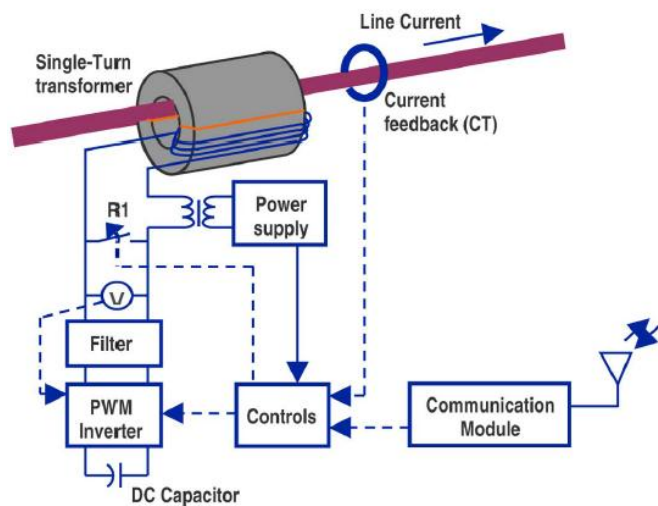 Line Current
Single-Turn
transformer
Current
feedback (CT)
R1
Power
supply
V
Filter
PWM
Inverter
Controls
Communication
Module
DC Capacitor